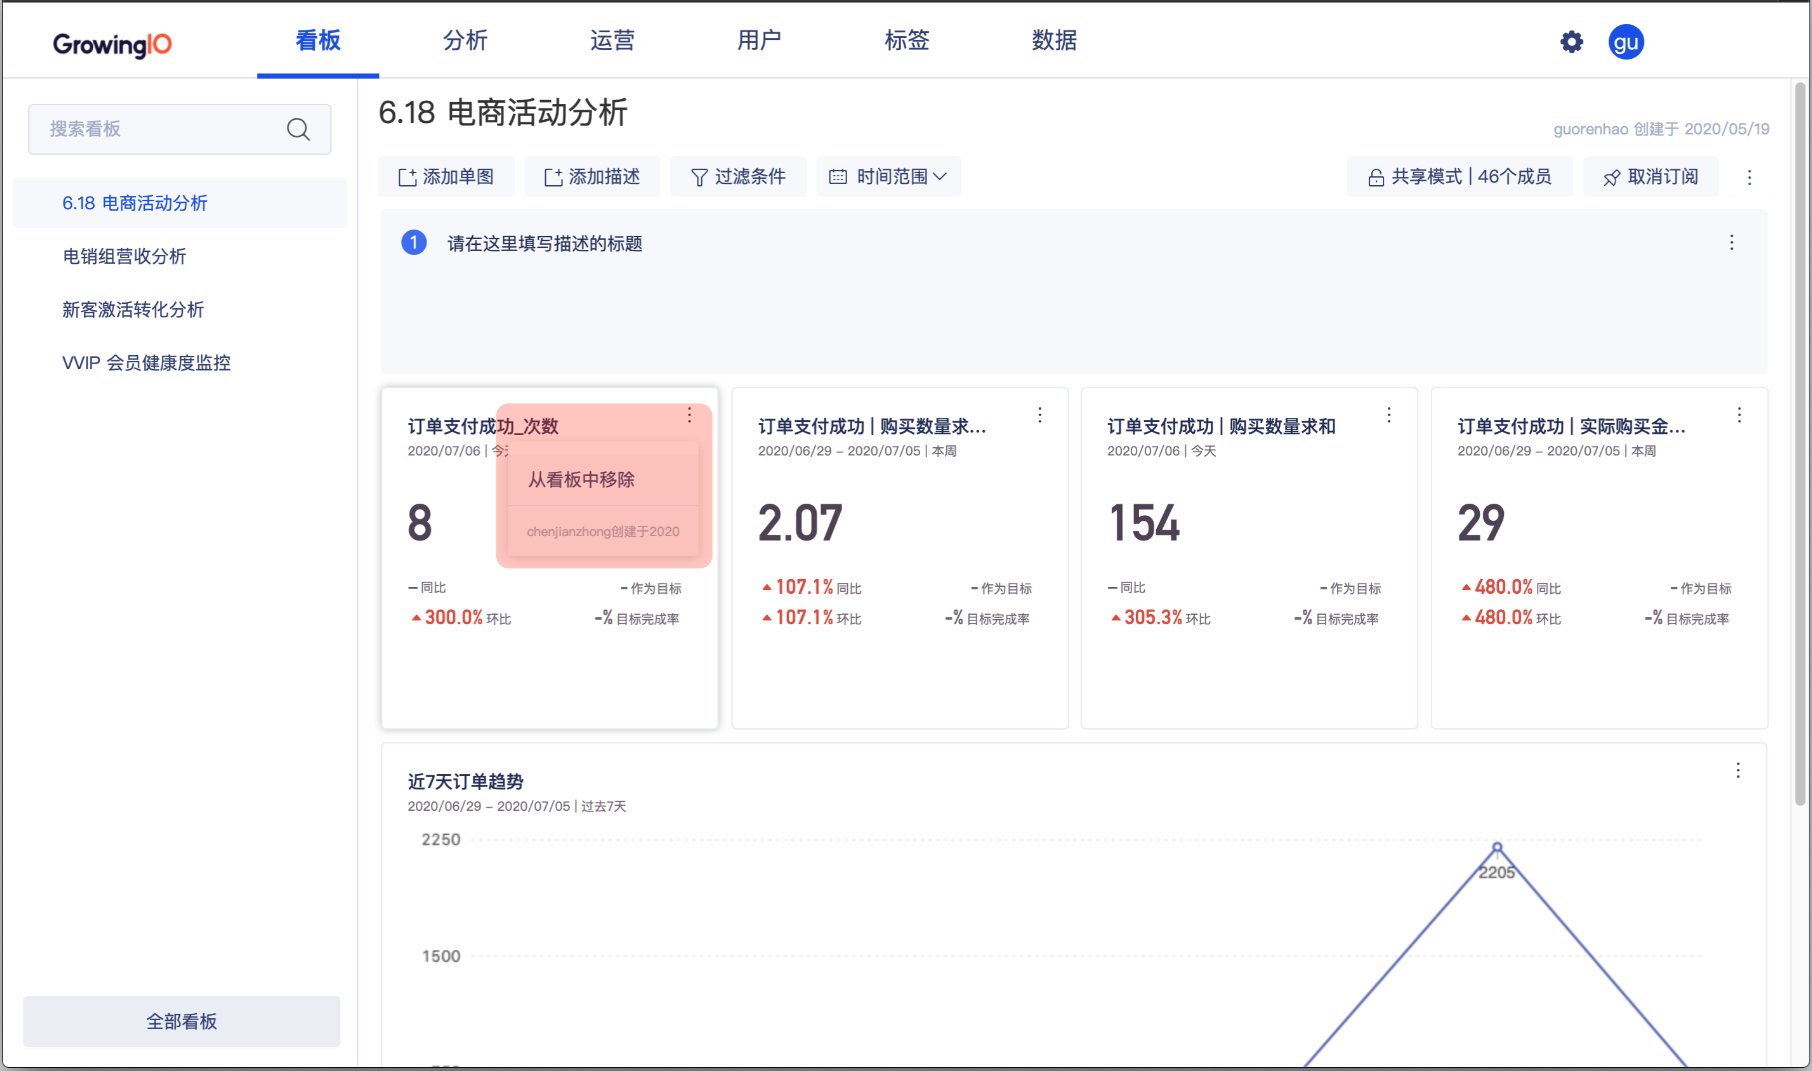 GrowingIO
看板
分析
运营
用户
标签
数据
gu
搜索看板
6.18 电商活动分析
电销组营收分析
新客激活转化分析
VVIP 会员健康度监控
全部看板
6.18 电商活动分析
guorenhao 创建于 2020/05/19
添加单图
添加描述
过滤条件
时间范围
共享模式 | 46个成员
取消订阅
1 请在这里填写描述的标题
订单支付成功_次数
2020/07/06 | 今天
从看板中移除
chenjianzhong创建于2020
8
– 同比
– 作为目标
300.0% 环比
-% 目标完成率
订单支付成功 | 购买数量求...
2020/06/29 – 2020/07/05 | 本周
2.07
107.1% 同比
– 作为目标
107.1% 环比
-% 目标完成率
订单支付成功 | 购买数量求和
2020/07/06 | 今天
154
– 同比
– 作为目标
305.3% 环比
-% 目标完成率
订单支付成功 | 实际购买金...
2020/06/29 – 2020/07/05 | 本周
29
480.0% 同比
– 作为目标
480.0% 环比
-% 目标完成率
近7天订单趋势
2020/06/29 – 2020/07/05 | 过去7天
2250
2205
1500